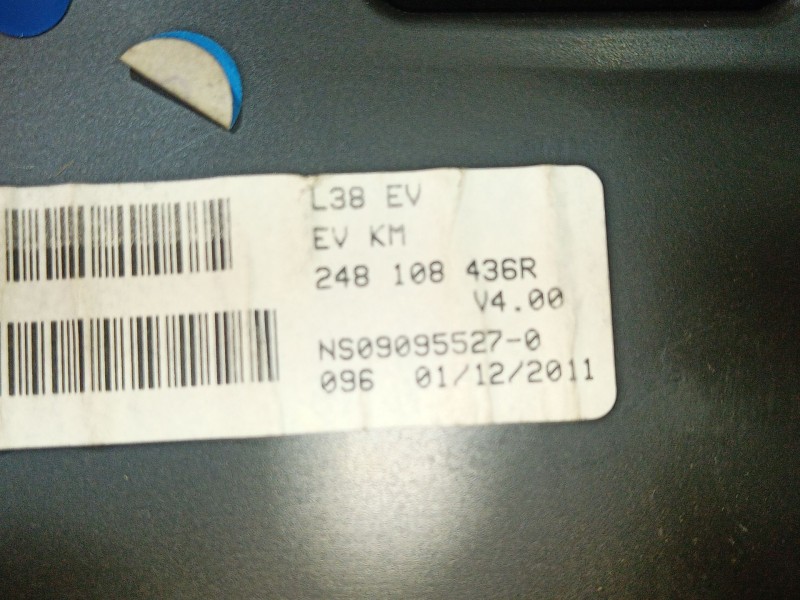 L38 EV
EV KM
248 108 436R
V4.00
NS09095527-0
096 01/12/2011